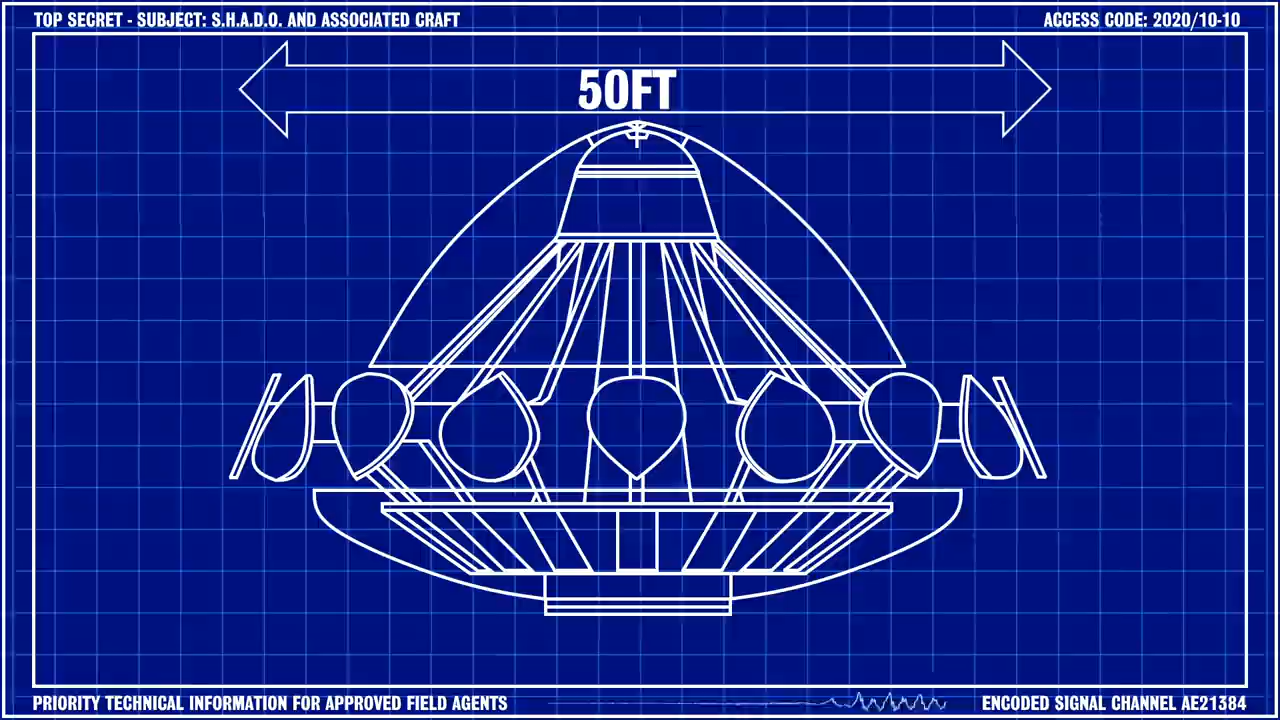 TOP SECRET - SUBJECT: S.H.A.D.O. AND ASSOCIATED CRAFT
ACCESS CODE: 2020/10-10
50FT
PRIORITY TECHNICAL INFORMATION FOR APPROVED FIELD AGENTS
ENCODED SIGNAL CHANNEL AE21384